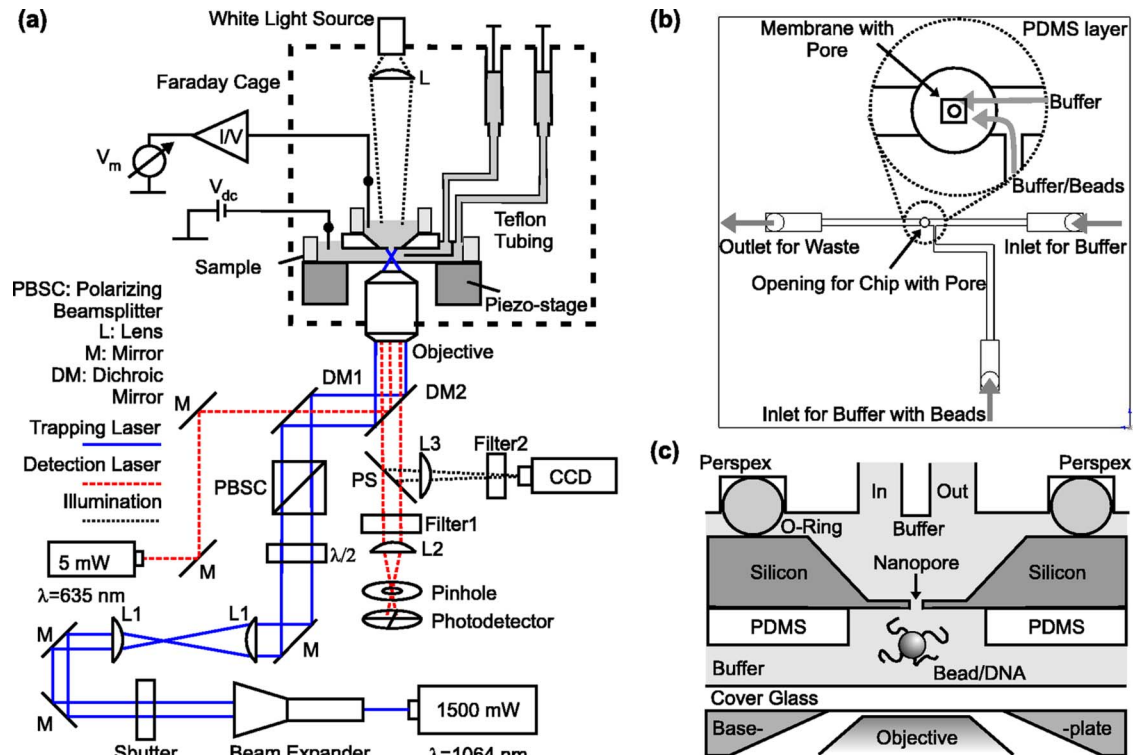 (a)
White Light Source
L
Faraday Cage
I/V
Vm
Vdc
Teflon
Tubing
Sample
Piezo-stage
PBSC: Polarizing
Beamsplitter
L: Lens
M: Mirror
DM: Dichroic
Mirror
Objective
DM1
DM2
M
Trapping Laser
Detection Laser
Illumination
L3
Filter2
PS
CCD
PBSC
Filter1
L2
λ/2
5 mW
M
λ=635 nm
Pinhole
Photodetector
L1
L1
M
M
M
1500 mW
Shutter
Beam Expander
λ=1064 nm
(b)
Membrane with
Pore
PDMS layer
Buffer
Buffer/Beads
Outlet for Waste
Inlet for Buffer
Opening for Chip with Pore
Inlet for Buffer with Beads
(c)
Perspex
Perspex
In
Out
O-Ring
Buffer
Nanopore
Silicon
Silicon
PDMS
PDMS
Buffer
Bead/DNA
Cover Glass
Base-
-plate
Objective